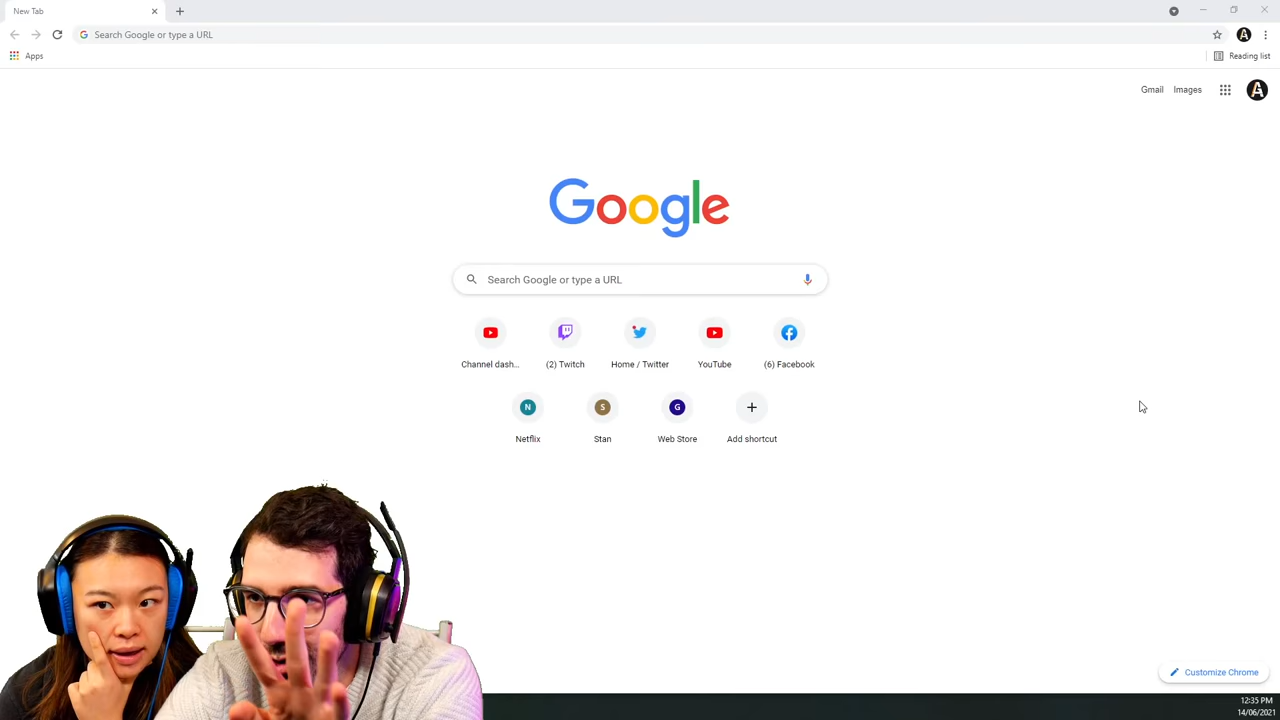 New Tab
Search Google or type a URL
Apps
Reading list
Gmail Images
Google
Search Google or type a URL
Channel dash... (2) Twitch Home / Twitter YouTube (6) Facebook
N S G
Netflix Stan Web Store Add shortcut
Customize Chrome
12:35 PM
14/06/2021